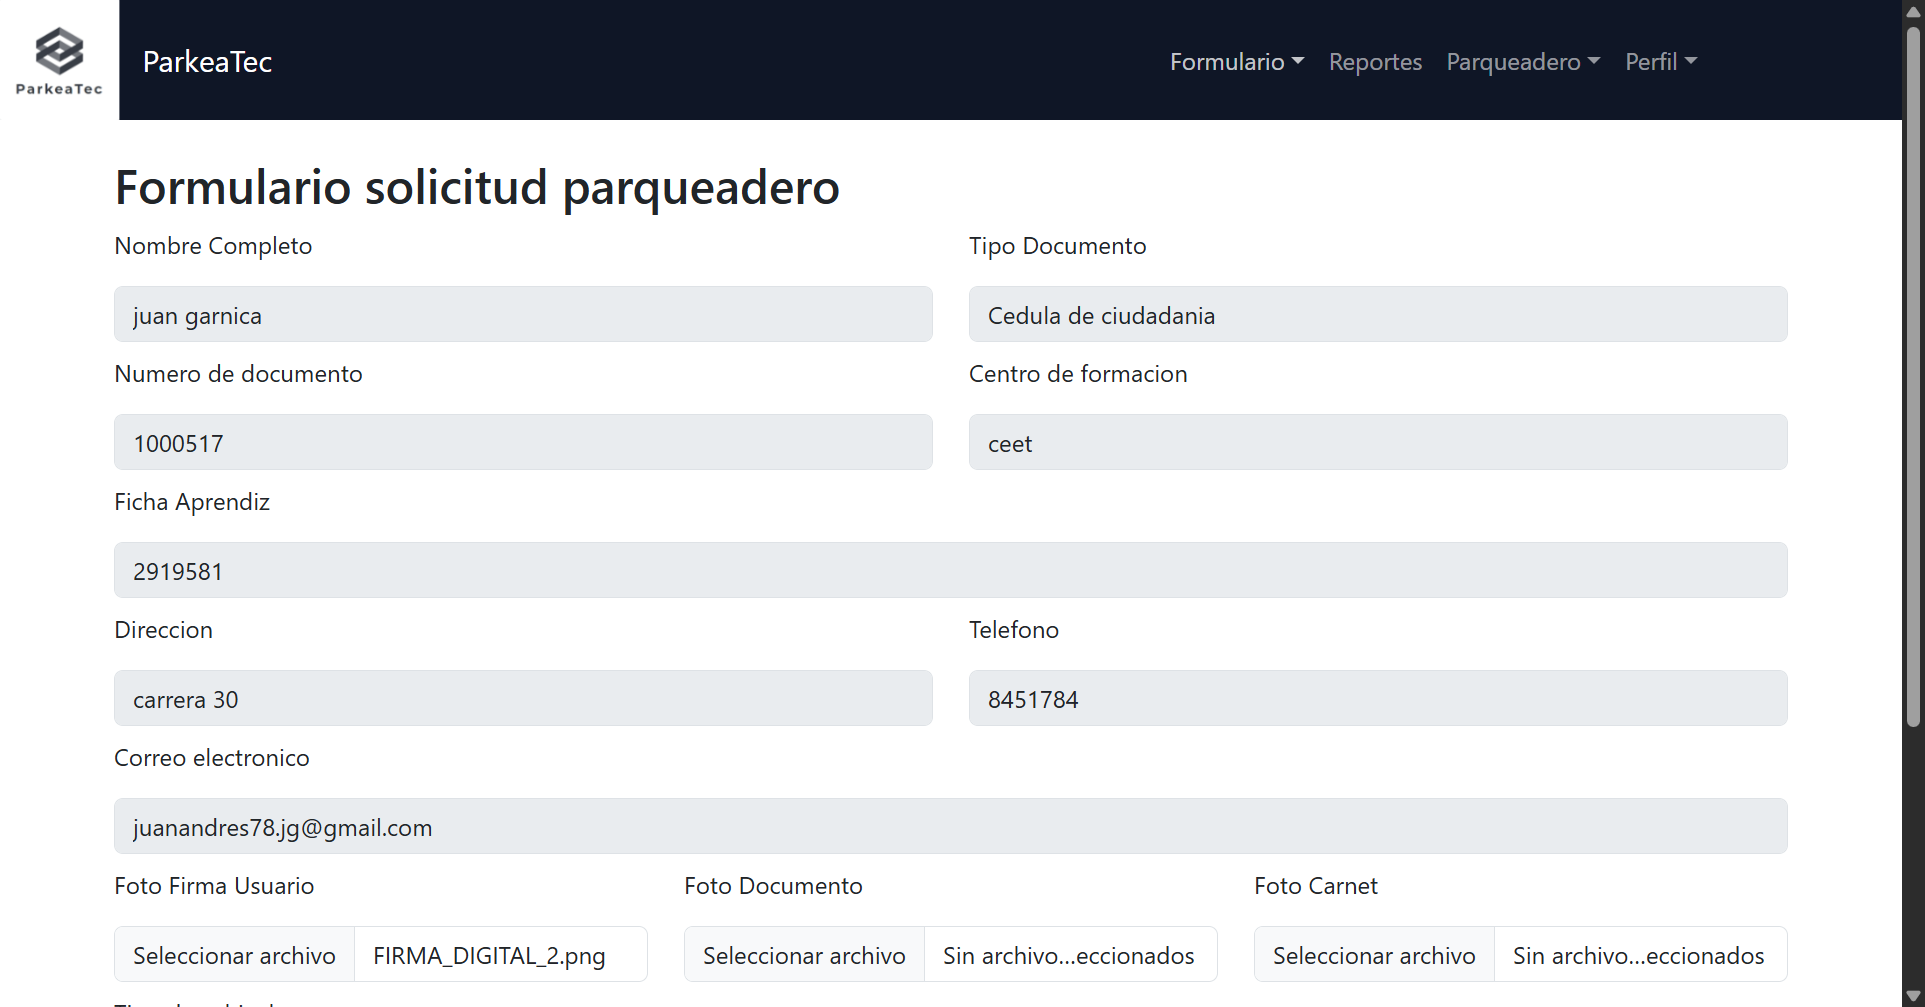 ParkeaTec
ParkeaTec
Formulario Reportes Parqueadero Perfil
Formulario solicitud parqueadero
Nombre Completo Tipo Documento
juan garnica Cedula de ciudadania
Numero de documento Centro de formacion
1000517 ceet
Ficha Aprendiz
2919581
Direccion Telefono
carrera 30 8451784
Correo electronico
juanandres78.jg@gmail.com
Foto Firma Usuario Foto Documento Foto Carnet
Seleccionar archivo FIRMA_DIGITAL_2.png Seleccionar archivo Sin archivo...eccionados Seleccionar archivo Sin archivo...eccionados